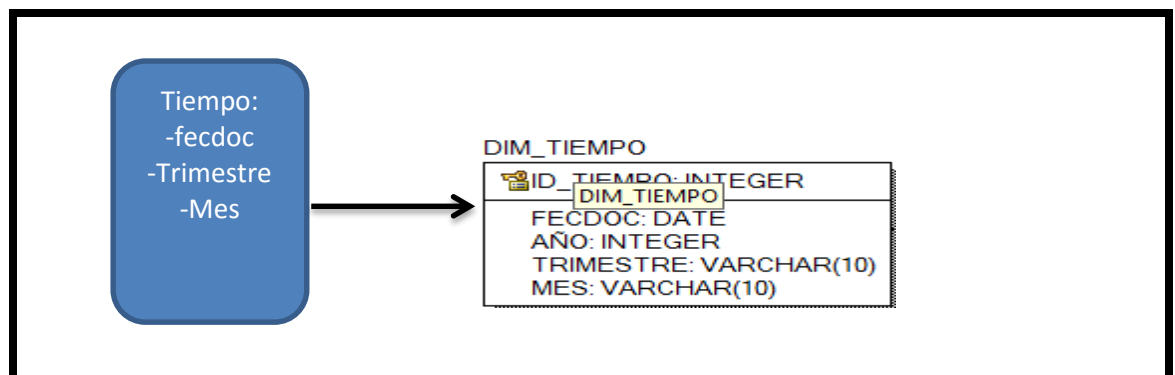 Tiempo:
-fecdoc
-Trimestre
-Mes
DIM_TIEMPO
ID_TIEMPO: INTEGER
DIM_TIEMPO
FECDOC: DATE
AÑO: INTEGER
TRIMESTRE: VARCHAR(10)
MES: VARCHAR(10)